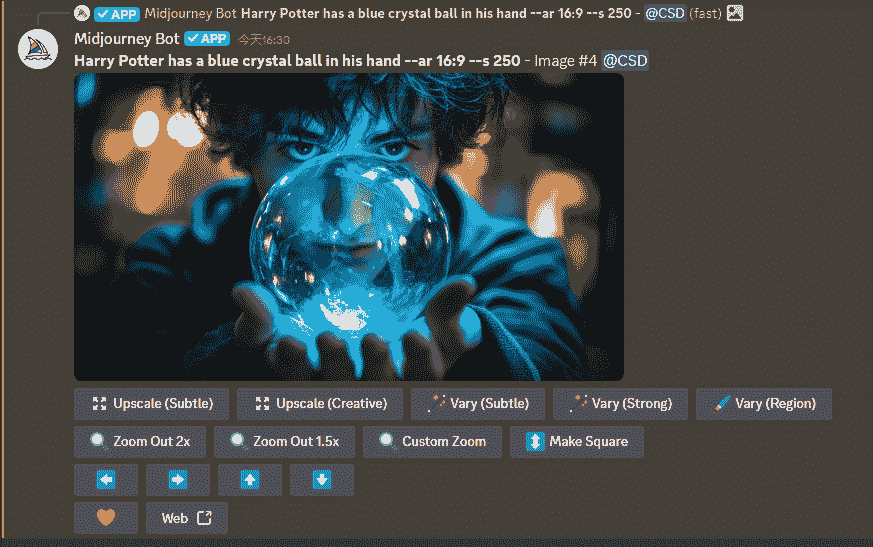 APP Midjourney Bot Harry Potter has a blue crystal ball in his hand --ar 16:9 --s 250 - @CSD (fast)
Midjourney Bot APP 今天16:30
Harry Potter has a blue crystal ball in his hand --ar 16:9 --s 250 - Image #4 @CSD
Upscale (Subtle) Upscale (Creative) Vary (Subtle) Vary (Strong) Vary (Region)
Zoom Out 2x Zoom Out 1.5x Custom Zoom Make Square
Web